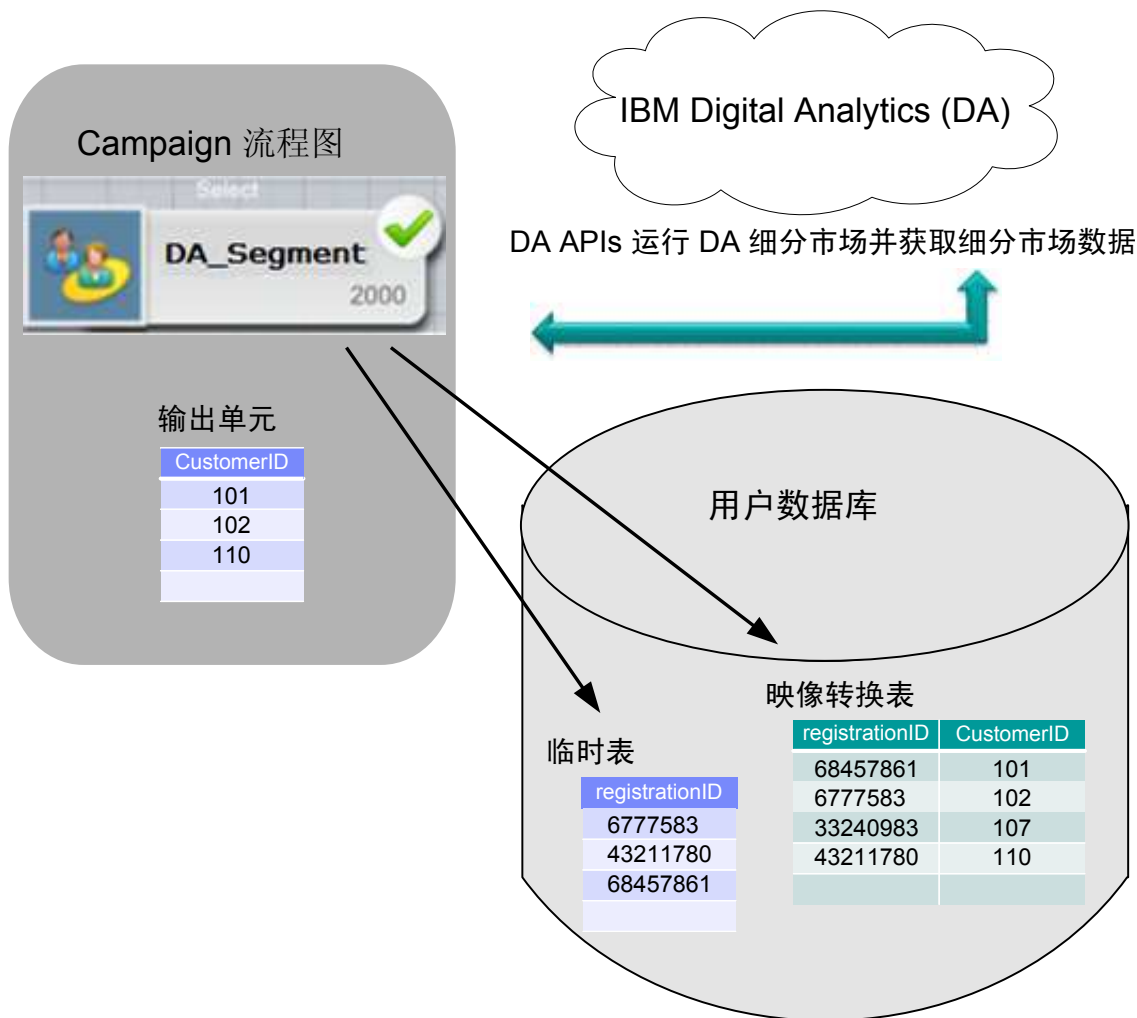 Campaign 流程图
Select
DA_Segment
2000
输出单元
CustomerID
101
102
110
IBM Digital Analytics (DA)
DA APIs 运行 DA 细分市场并获取细分市场数据
用户数据库
临时表
registrationID
6777583
43211780
68457861
映像转换表
registrationID CustomerID
68457861 101
6777583 102
33240983 107
43211780 110